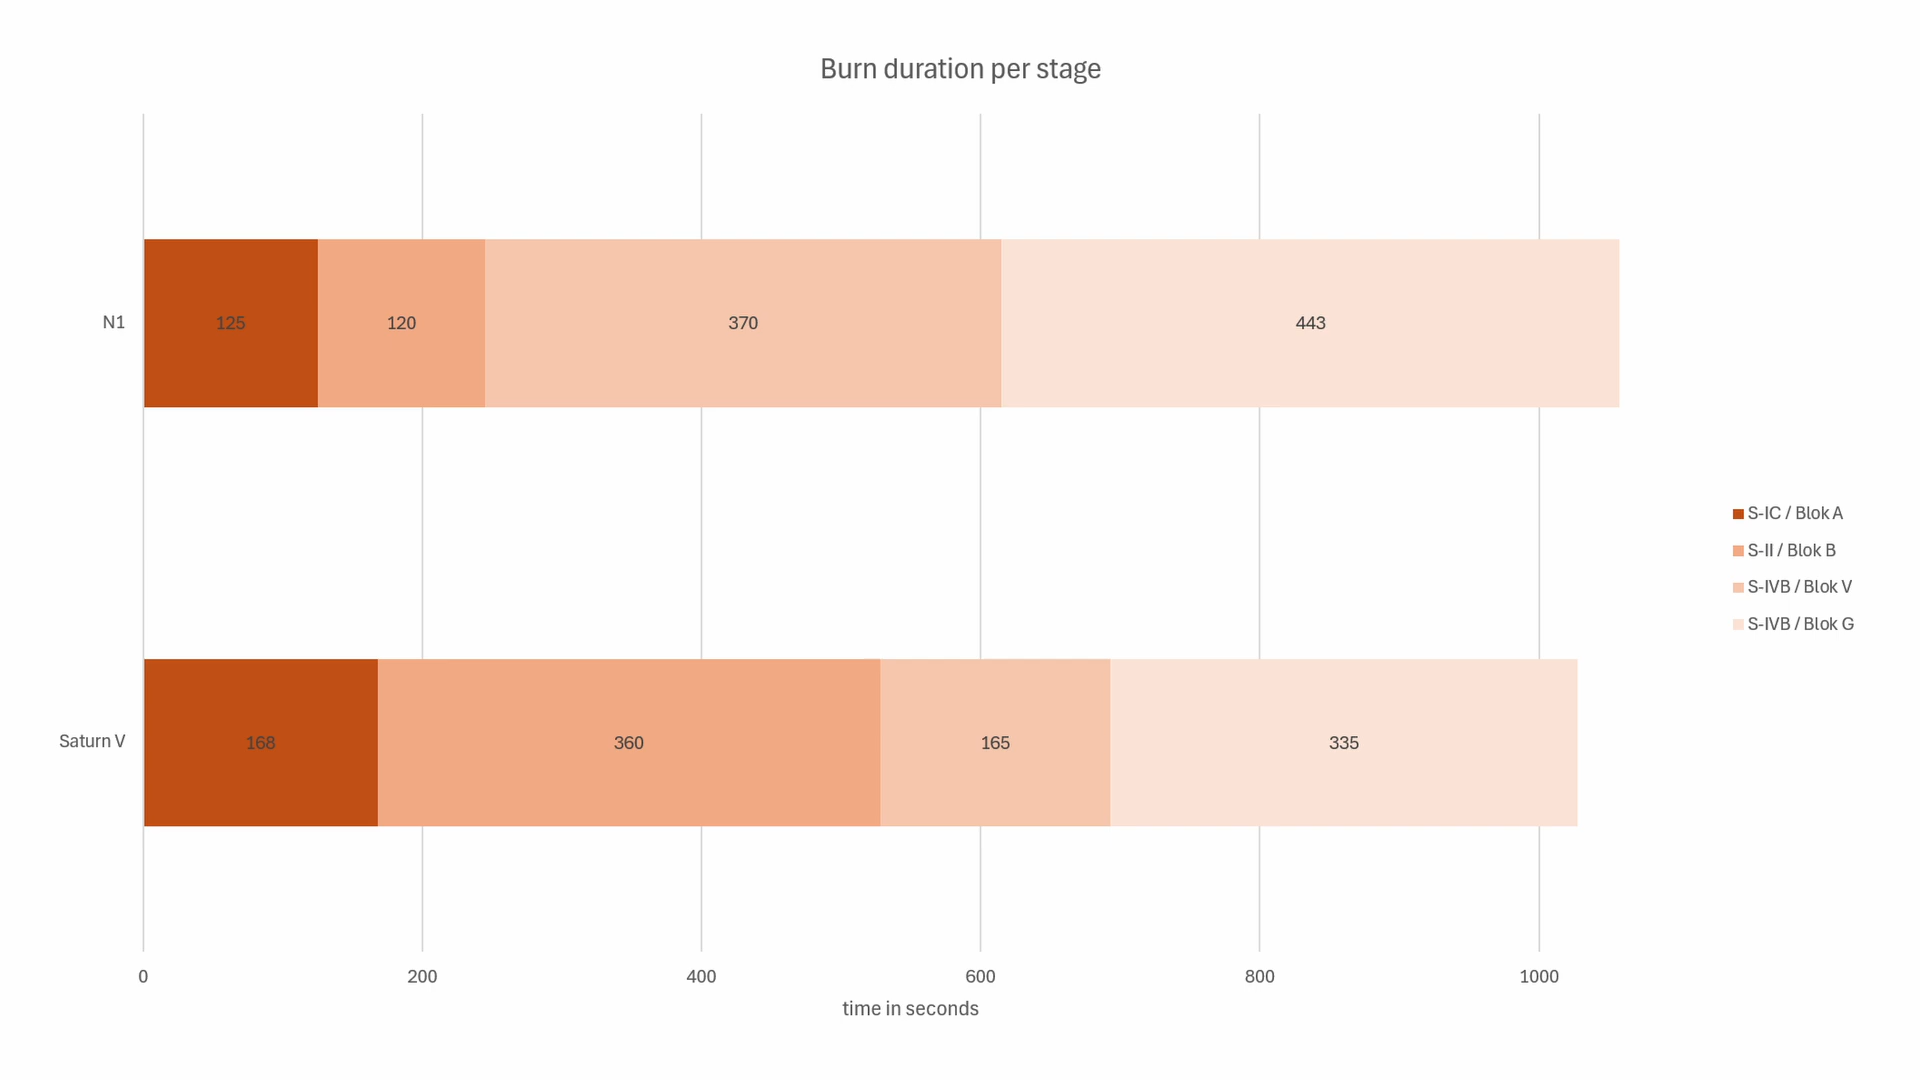 Burn duration per stage
N1
125 120 370 443
S-IC / Blok A
S-II / Blok B
S-IVB / Blok V
S-IVB / Blok G
Saturn V
168 360 165 335
0 200 400 600 800 1000
time in seconds